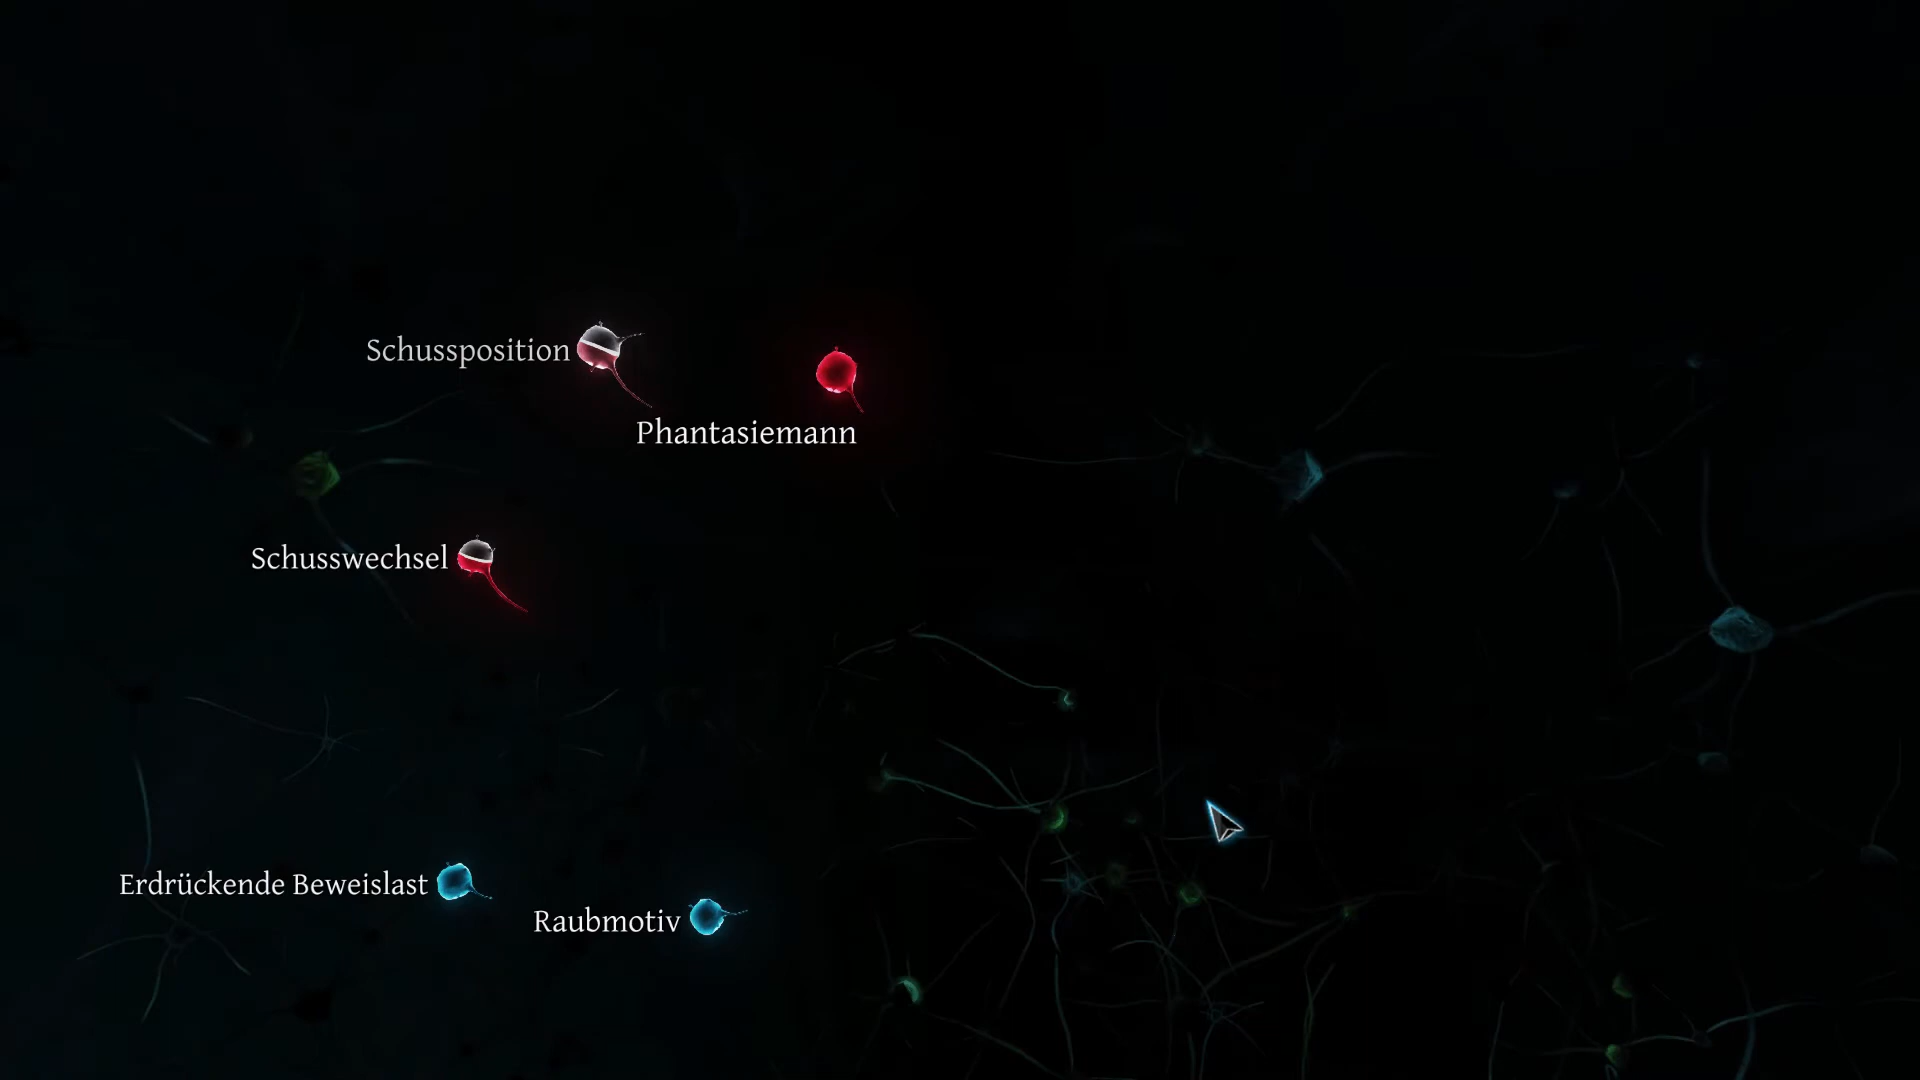 Schussposition
Phantasiemann
Schusswechsel
Erdrückende Beweislast
Raubmotiv